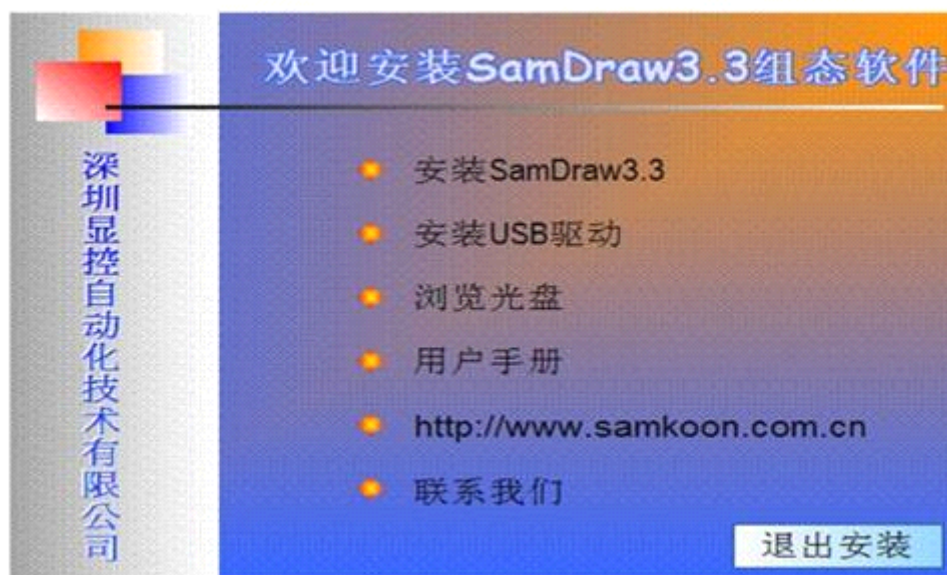 欢迎安装SamDraw3.3组态软件
深圳显控自动化技术有限公司
安装SamDraw3.3
安装USB驱动
浏览光盘
用户手册
http://www.samkoon.com.cn
联系我们
退出安装